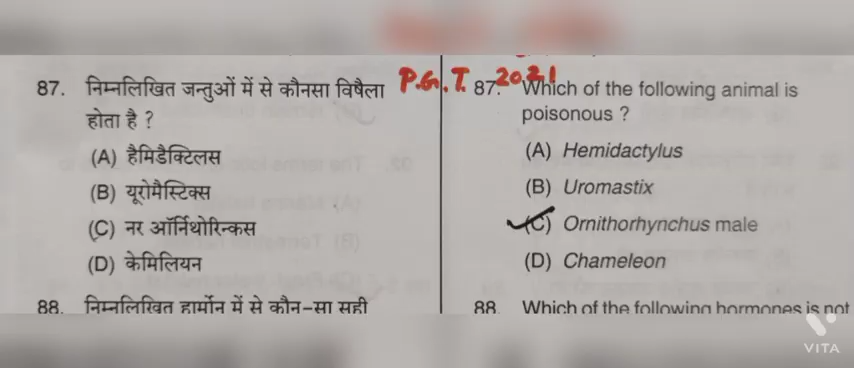 87. निम्नलिखित जन्तुओं में से कौनसा विषैला
होता है ?
(A) हैमिडैक्टिलस
(B) यूरोमैस्टिक्स
(C) नर ऑर्निथोरिन्कस
(D) केमिलियन
88. निम्नलिखित हार्मोन में से कौन-सा सही
P.G.T. 2021
87. Which of the following animal is
poisonous ?
(A) Hemidactylus
(B) Uromastix
(C) Ornithorhynchus male
(D) Chameleon
88. Which of the following hormones is not
VITA